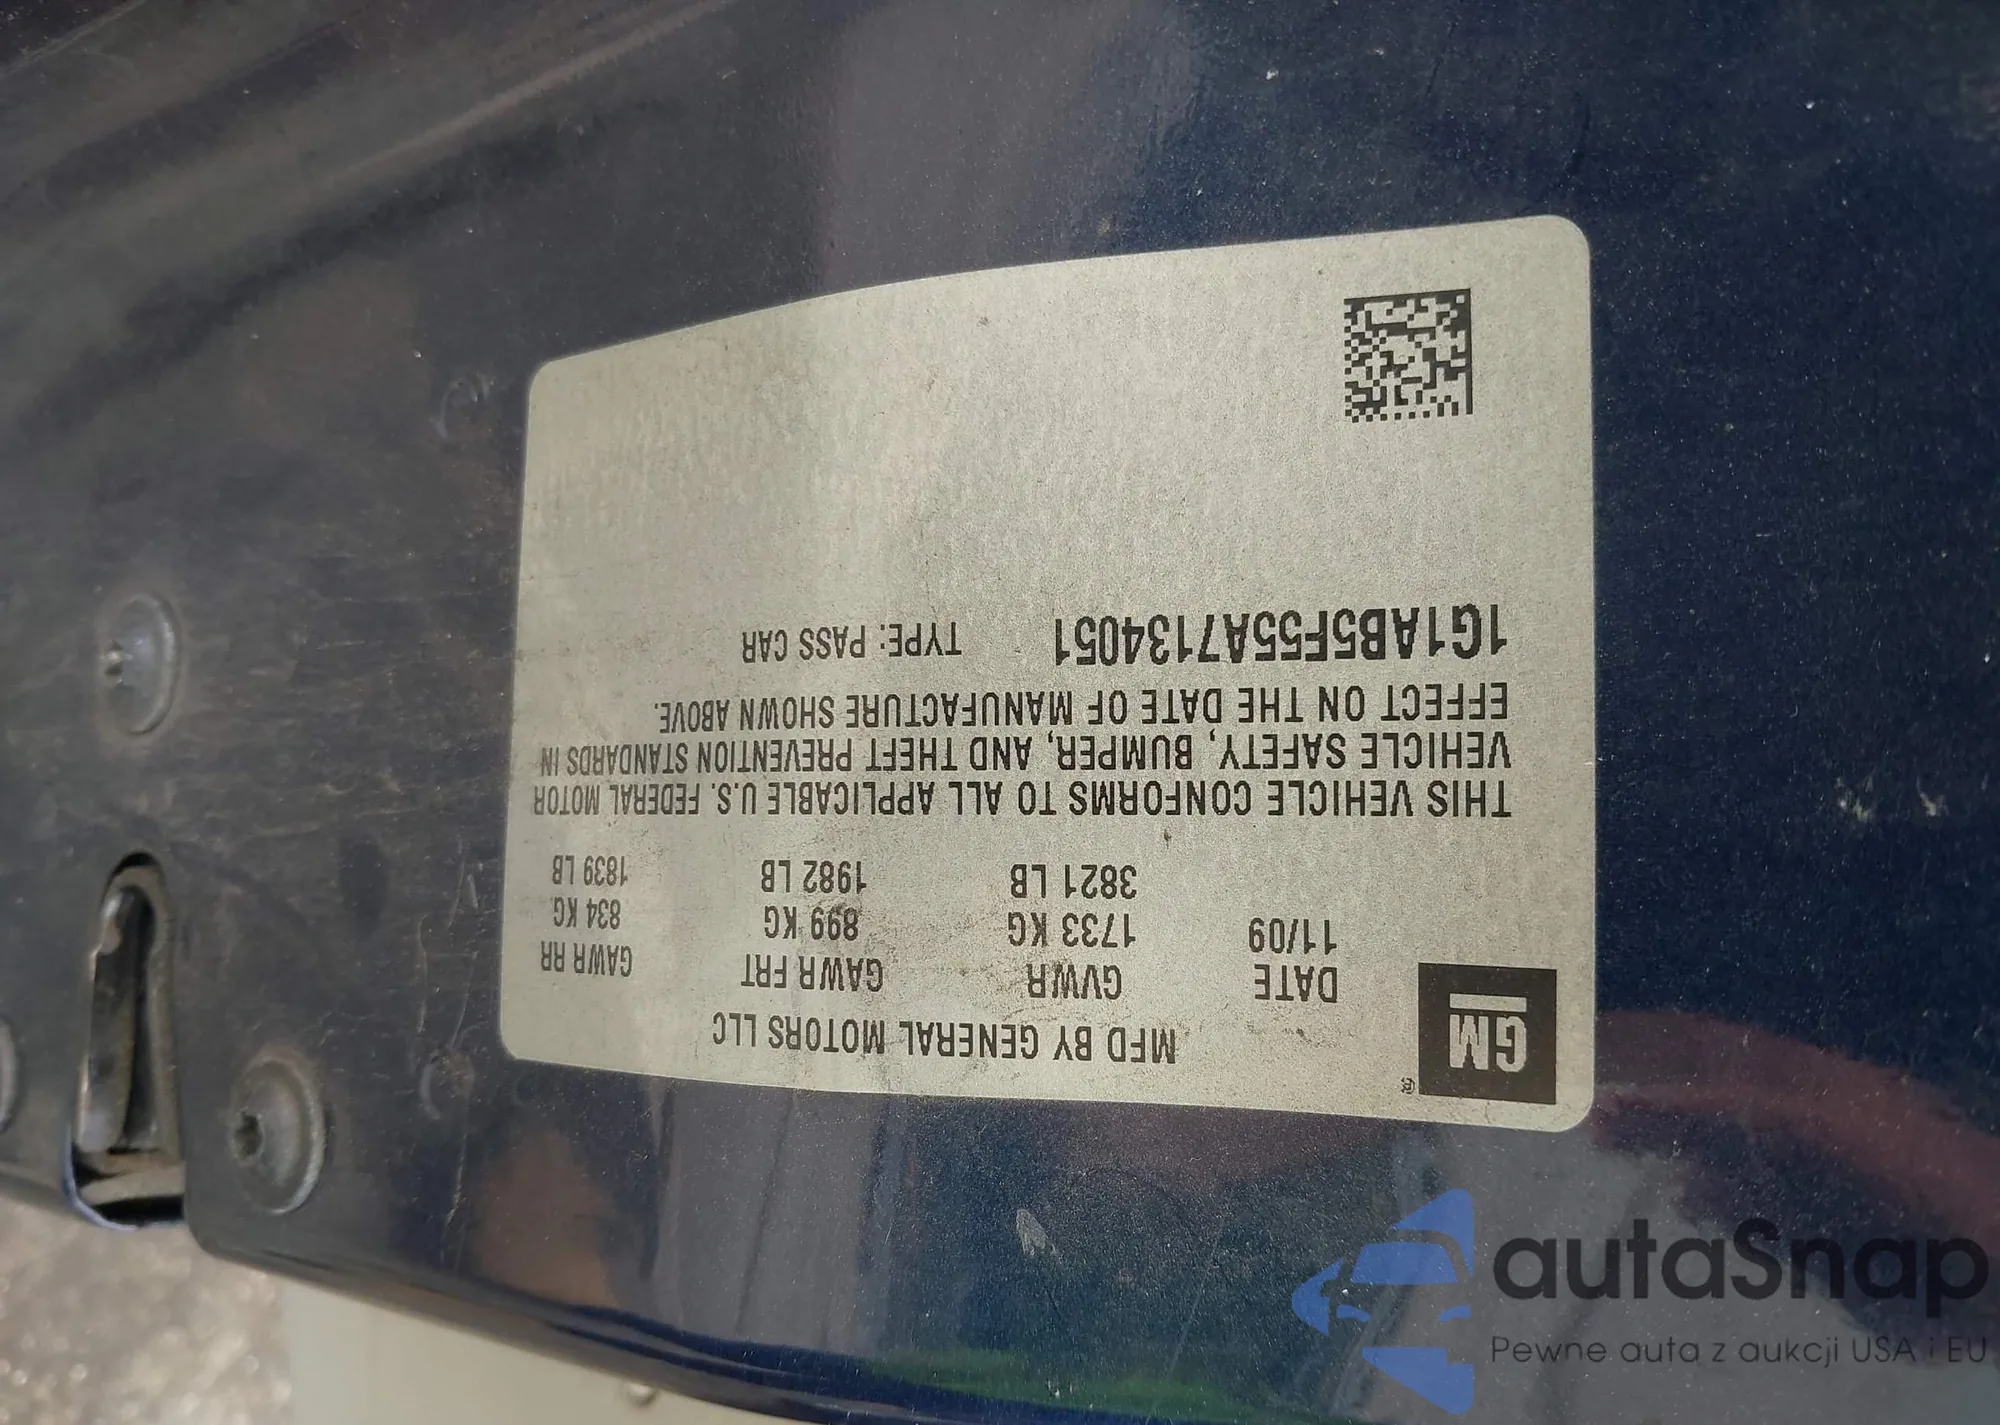 GM
®
MFD BY GENERAL MOTORS LLC
DATE GVWR GAWR FRT GAWR RR
11/09 1733 KG 899 KG 834 KG
3821 LB 1982 LB 1839 LB
THIS VEHICLE CONFORMS TO ALL APPLICABLE U.S. FEDERAL MOTOR
VEHICLE SAFETY, BUMPER, AND THEFT PREVENTION STANDARDS IN
EFFECT ON THE DATE OF MANUFACTURE SHOWN ABOVE.
1G1AB5F55A7134051 TYPE: PASS CAR
autaSnap
Pewne auta z aukcji USA i EU